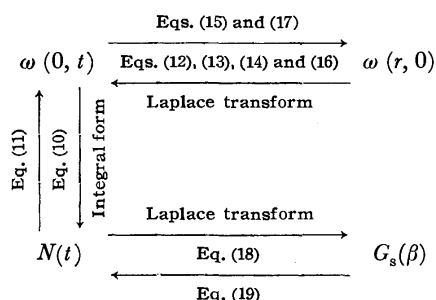 Eqs. (15) and (17)
ω (0, t)
Eqs. (12), (13), (14) and (16)
ω (r, 0)
Laplace transform
Eq. (11)
Eq. (10)
Integral form
Laplace transform
N(t)
Eq. (18)
G_s(β)
Eq. (19)